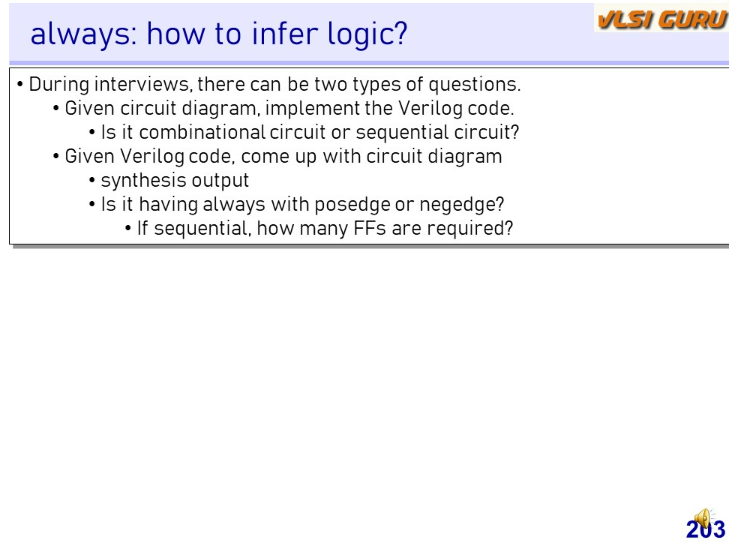 always: how to infer logic?
VLSI GURU
• During interviews, there can be two types of questions.
• Given circuit diagram, implement the Verilog code.
• Is it combinational circuit or sequential circuit?
• Given Verilog code, come up with circuit diagram
• synthesis output
• Is it having always with posedge or negedge?
• If sequential, how many FFs are required?
203